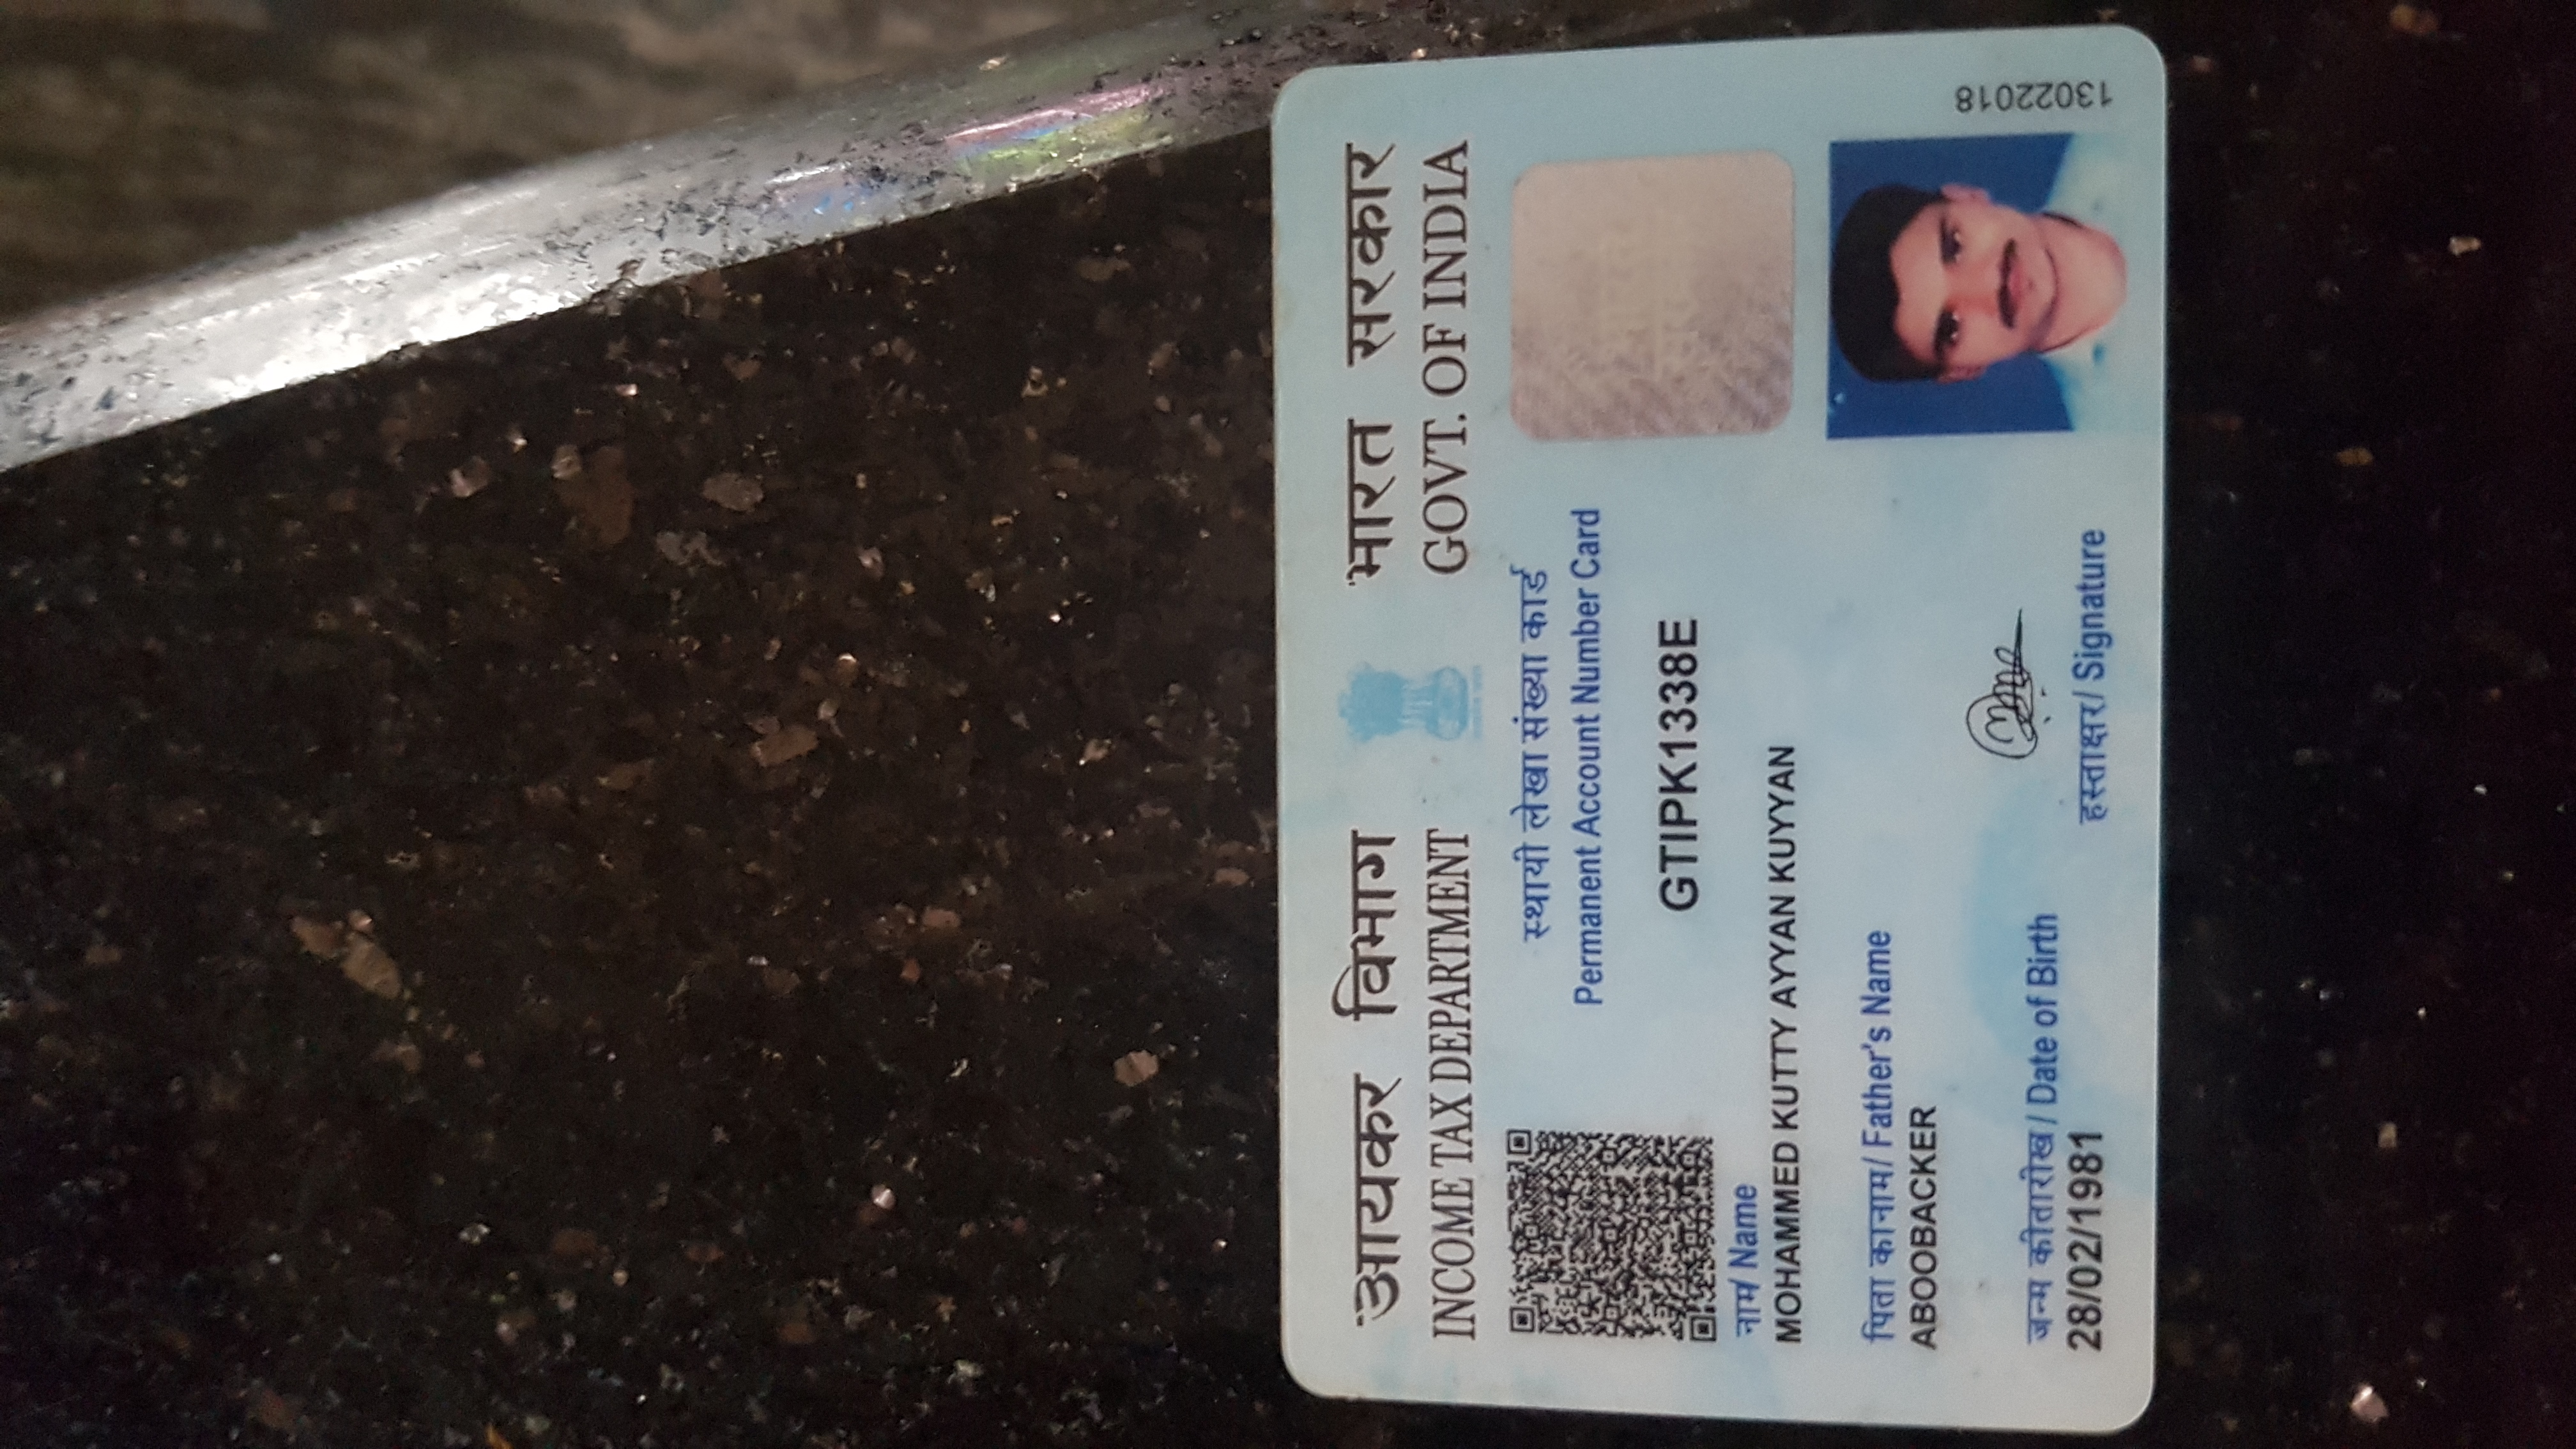 आयकर विभाग
INCOME TAX DEPARTMENT
भारत सरकार
GOVT. OF INDIA
स्थायी लेखा संख्या कार्ड
Permanent Account Number Card
GTIPK1338E
नाम/ Name
MOHAMMED KUTTY AYYAN KUYYAN
पिता कानाम/ Father's Name
ABOOBACKER
जन्म कीतारीख / Date of Birth
28/02/1981
हस्ताक्षर/ Signature
13022018